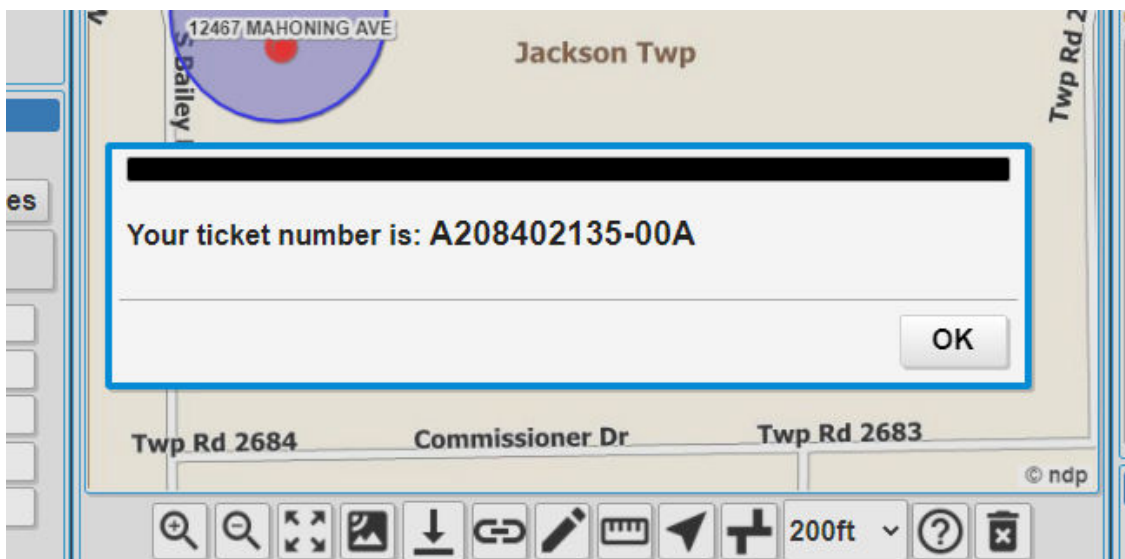 12467 MAHONING AVE
Jackson Twp
S Bailey
Twp Rd 2
es
Your ticket number is: A208402135-00A
OK
Twp Rd 2684
Commissioner Dr
Twp Rd 2683
© ndp
200ft